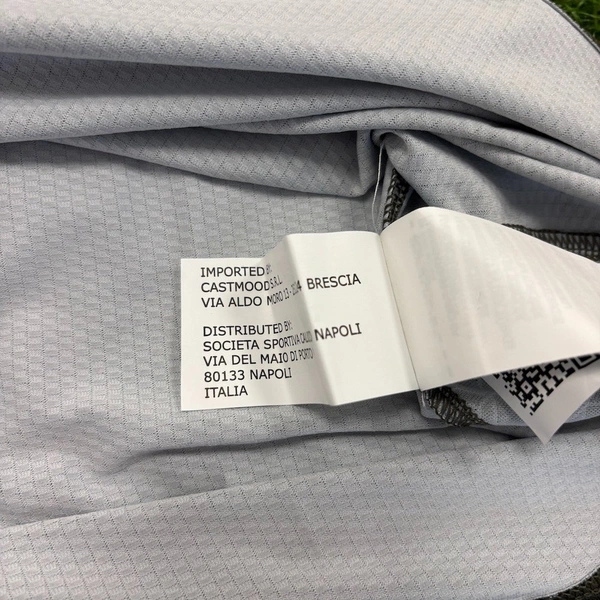 IMPORTED BY:
CASTMOOD S.R.L
VIA ALDO MORO 13 - BRESCIA
DISTRIBUTED BY:
SOCIETA SPORTIVA CALCIO NAPOLI
VIA DEL MAIO DI PORTO
80133 NAPOLI
ITALIA